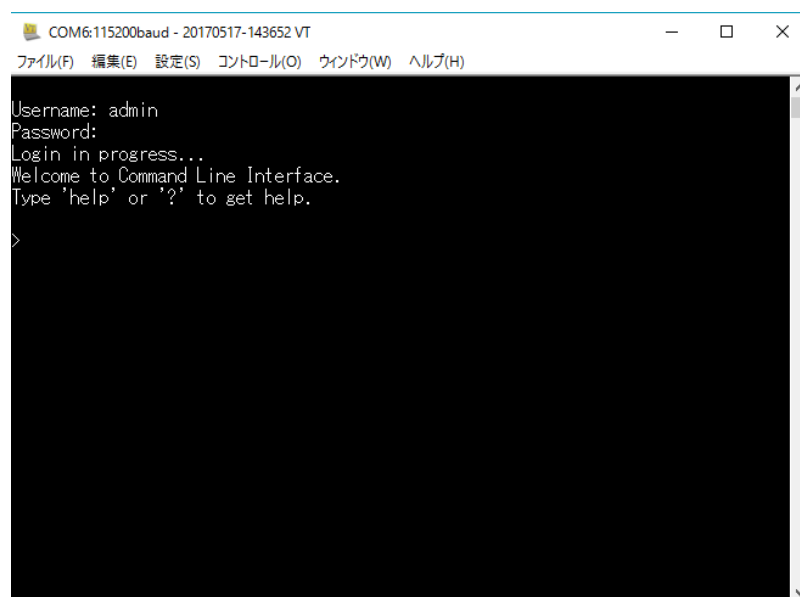 COM6:115200baud - 20170517-143652 VT
ファイル(F) 編集(E) 設定(S) コントロール(O) ウィンドウ(W) ヘルプ(H)
Username: admin
Password:
Login in progress...
Welcome to Command Line Interface.
Type 'help' or '?' to get help.
>